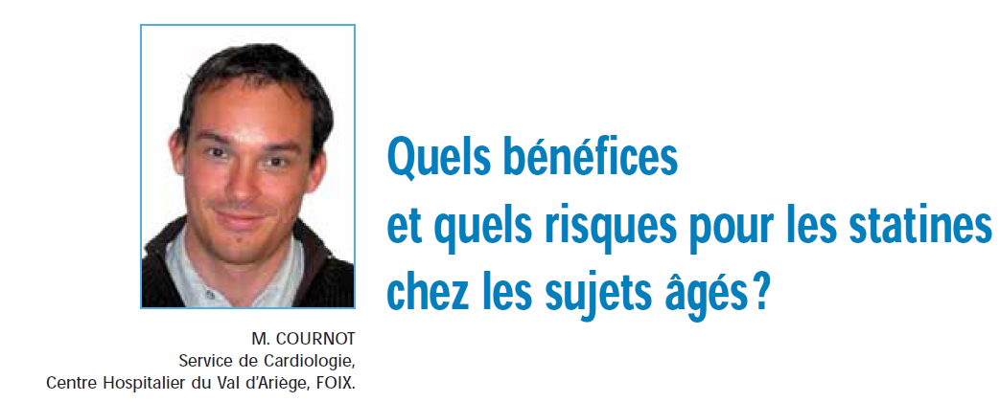 Quels bénéfices
et quels risques pour les statines
chez les sujets âgés ?
M. COURNOT
Service de Cardiologie,
Centre Hospitalier du Val d'Ariège, FOIX.